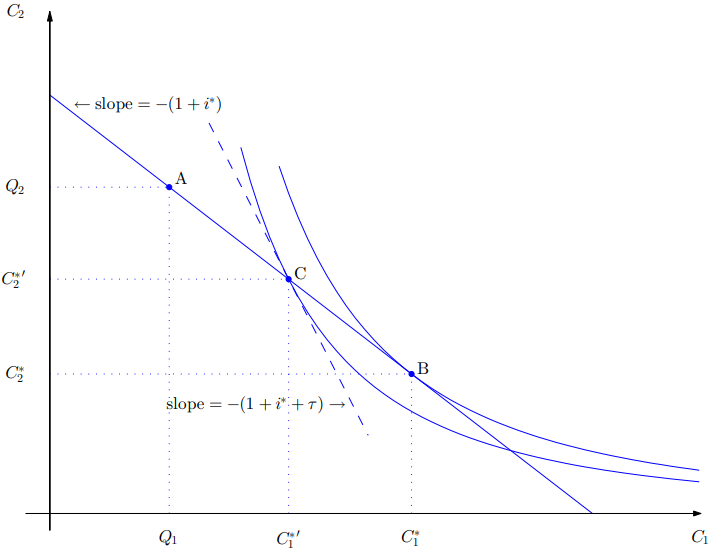 C₂
← slope = −(1 + i*)
A
Q₂
C₂*′
C
C₂*
B
slope = −(1 + i* + τ) →
Q₁
C₁*′
C₁*
C₁